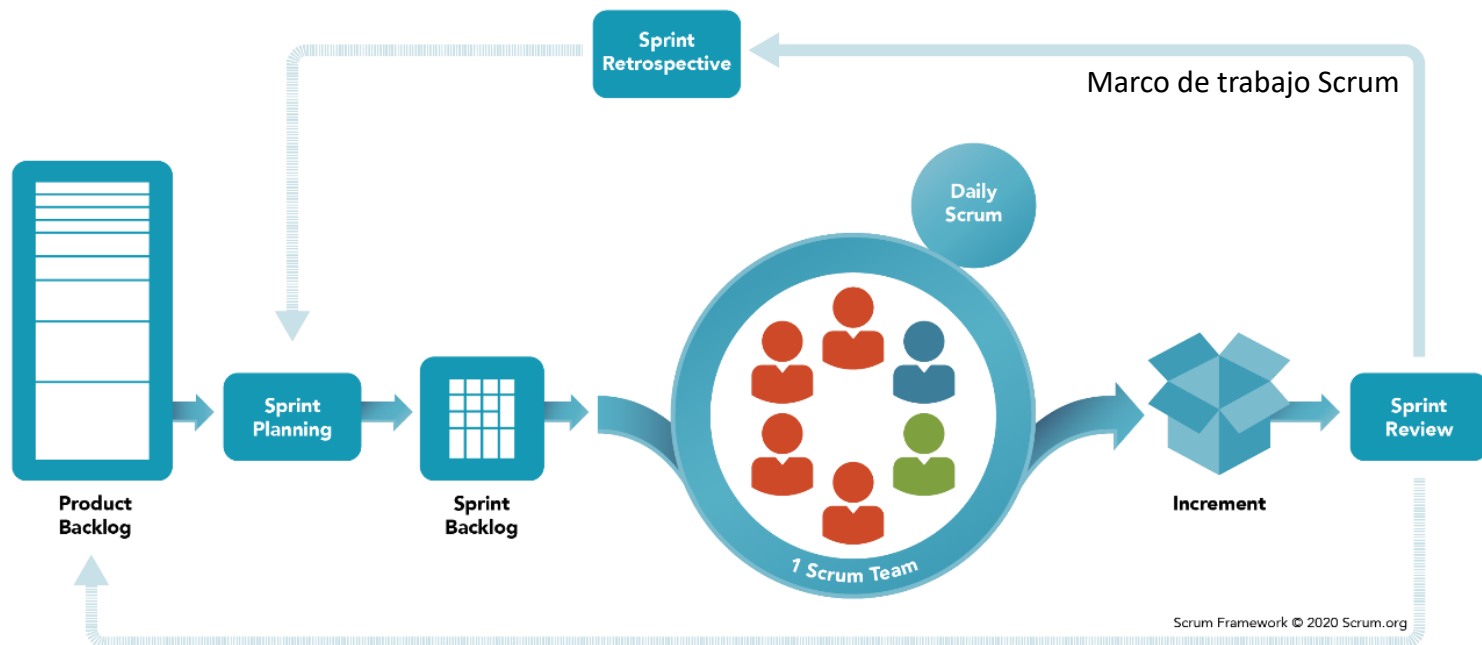 Sprint
Retrospective
Marco de trabajo Scrum
Daily
Scrum
Sprint
Planning
Sprint
Review
Product
Backlog
Sprint
Backlog
Increment
1 Scrum Team
Scrum Framework © 2020 Scrum.org